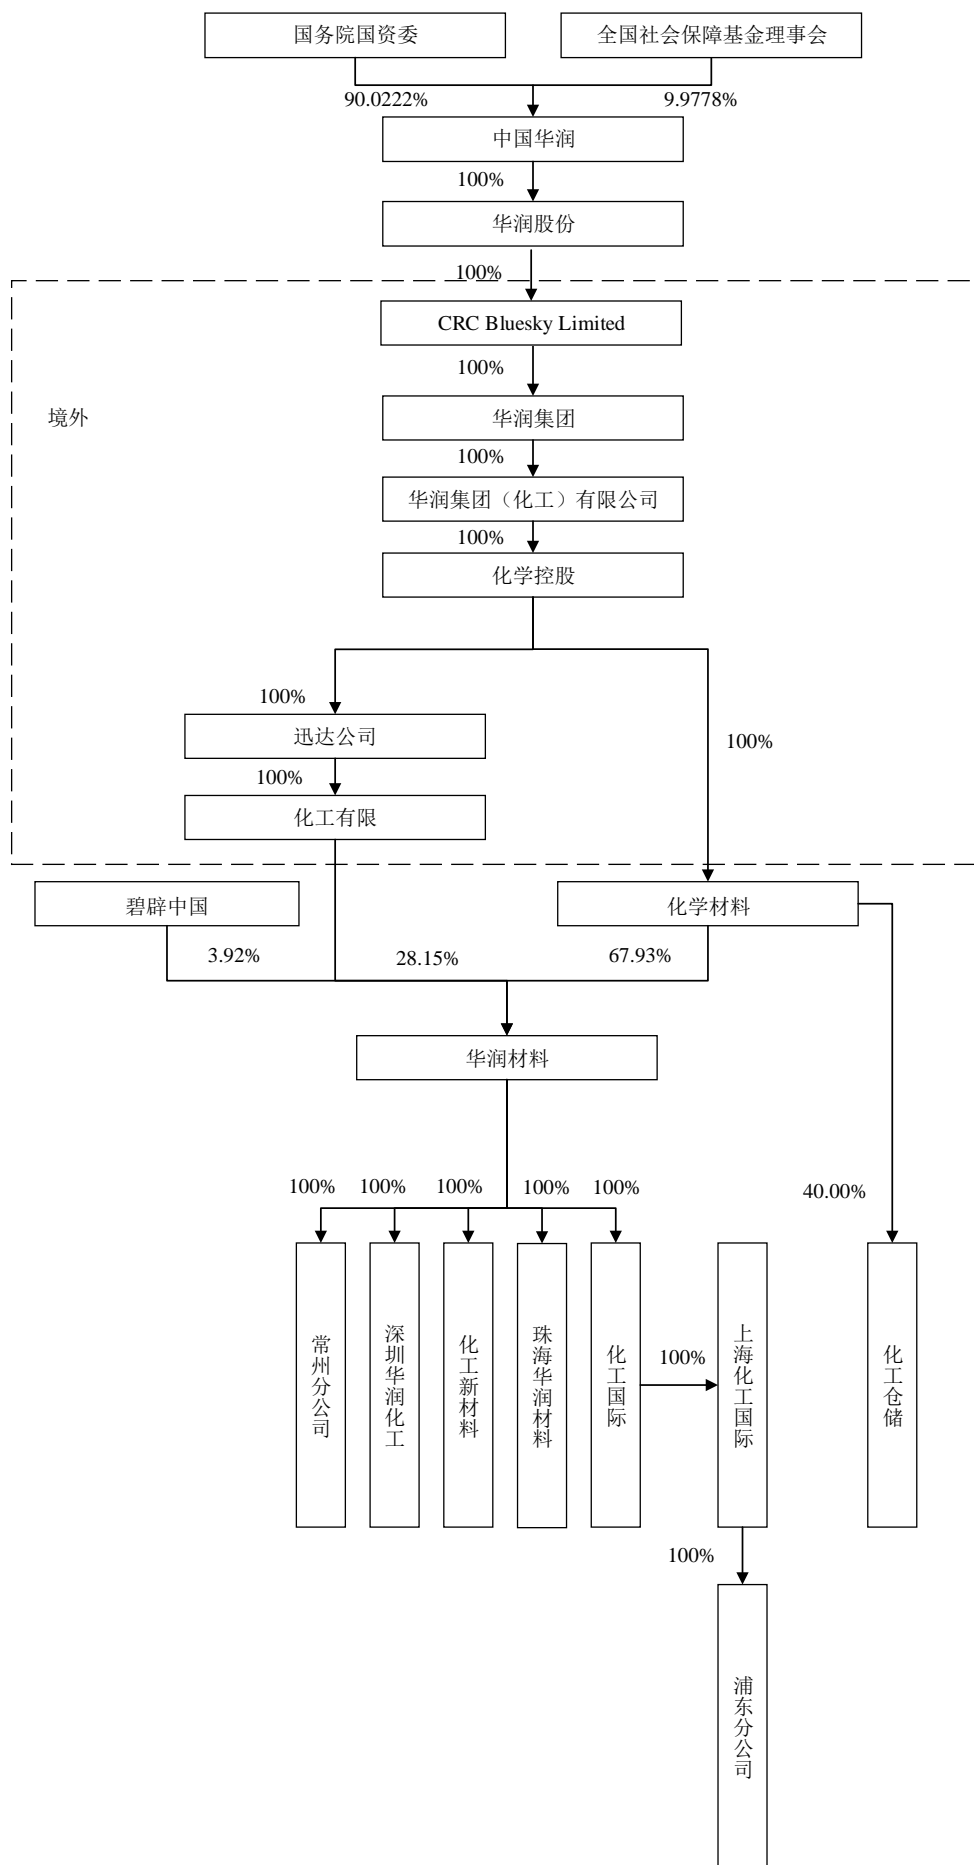 国务院国资委
全国社会保障基金理事会
90.0222%
9.9778%
中国华润
100%
华润股份
100%
CRC Bluesky Limited
100%
境外
华润集团
100%
华润集团（化工）有限公司
100%
化学控股
100%
迅达公司
100%
100%
化工有限
碧辟中国
化学材料
3.92%
28.15%
67.93%
华润材料
100%
100%
100%
100%
100%
40.00%
常州分公司
深圳华润化工
化工新材料
珠海华润材料
化工国际
100%
上海化工国际
化工仓储
100%
浦东分公司